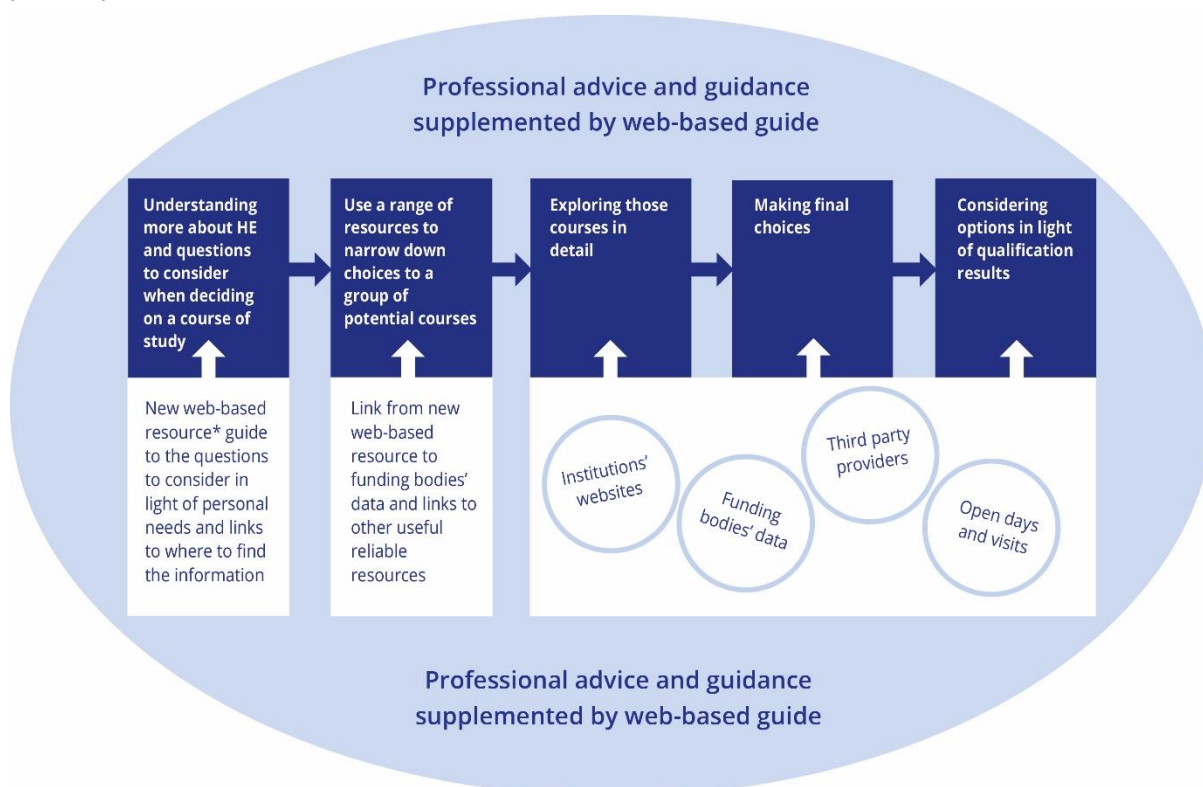 Professional advice and guidance
supplemented by web-based guide
Understanding
more about HE
and questions
to consider
when deciding
on a course of
study
Use a range of
resources to
narrow down
choices to a
group of
potential courses
Exploring those
courses in
detail
Making final
choices
Considering
options in light
of qualification
results
New web-based
resource* guide
to the questions
to consider in
light of personal
needs and links
to where to find
the information
Link from new
web-based
resource to
funding bodies’
data and links to
other useful
reliable
resources
Institutions’
websites
Funding
bodies’ data
Third party
providers
Open days
and visits
Professional advice and guidance
supplemented by web-based guide